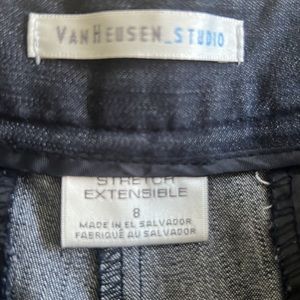 VANHEUSEN_STUDIO
STRETCH
EXTENSIBLE
8
MADE IN EL SALVADOR
FABRIQUÉ AU SALVADOR